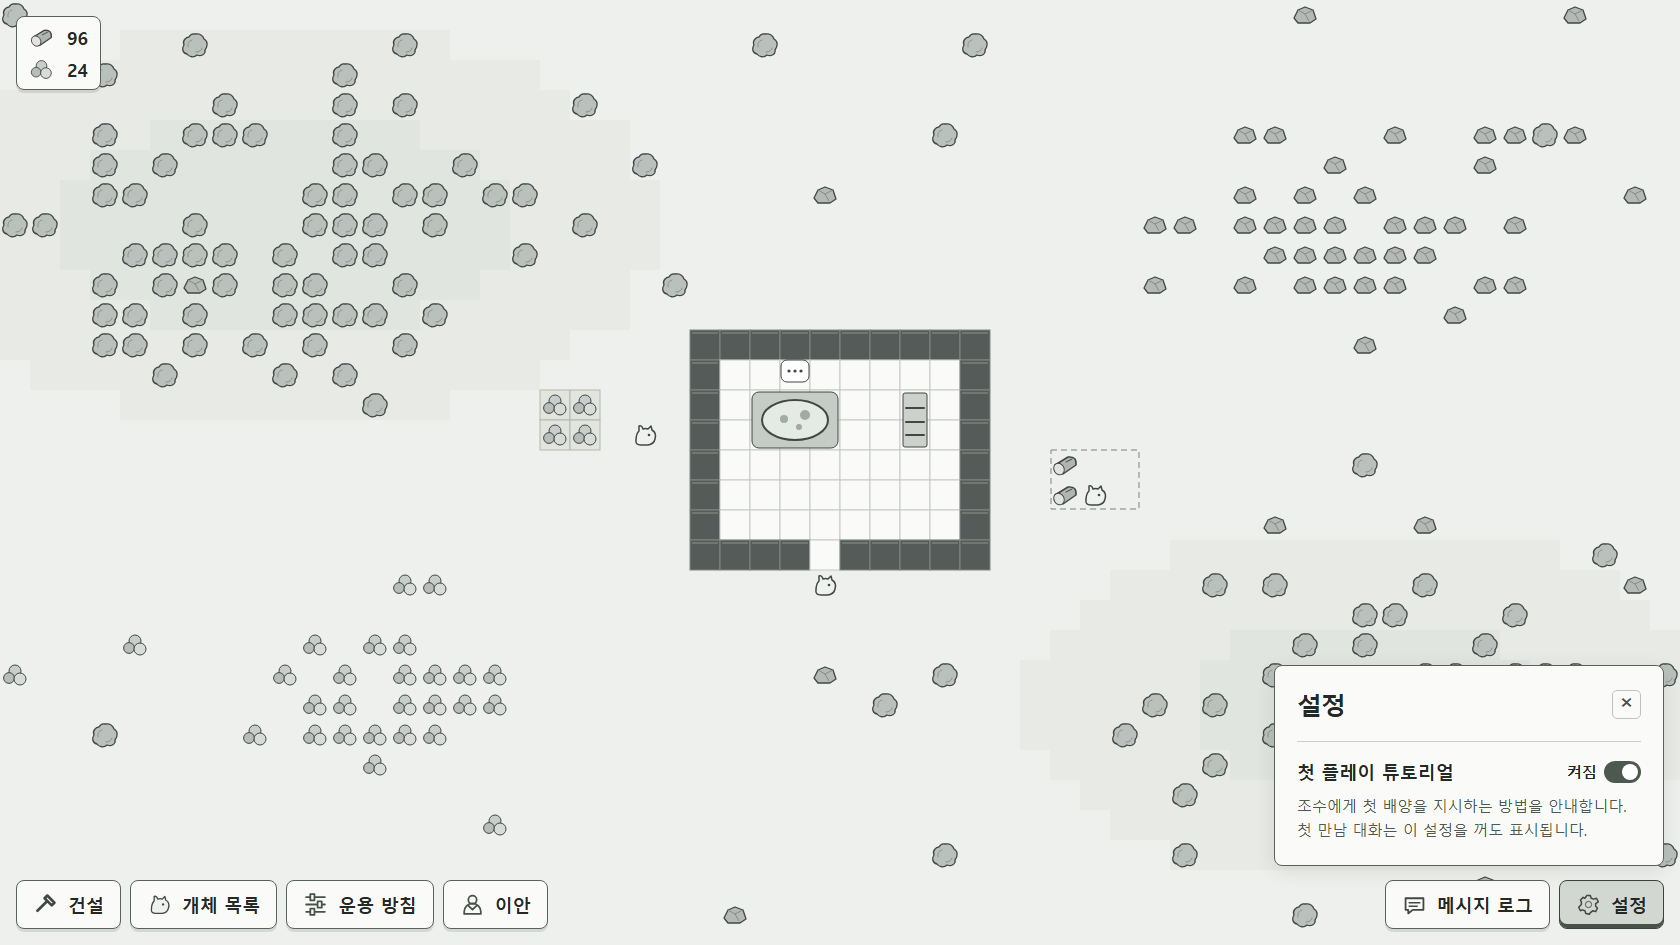 96
24
설정
첫 플레이 튜토리얼
켜짐
조수에게 첫 배양을 지시하는 방법을 안내합니다.
첫 만남 대화는 이 설정을 꺼도 표시됩니다.
건설
개체 목록
운용 방침
이안
메시지 로그
설정